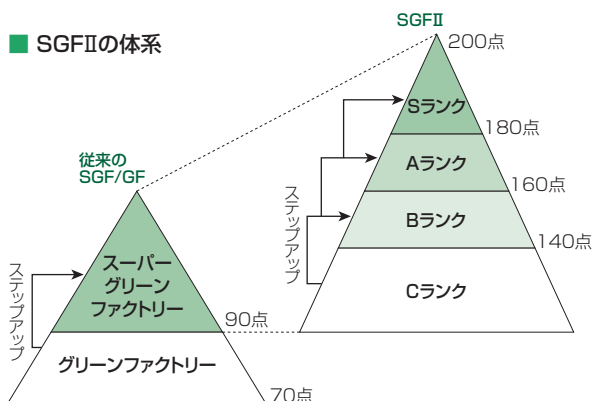 ■ SGFⅡの体系
SGFⅡ
200点
Sランク
180点
Aランク
160点
Bランク
140点
Cランク
ステップアップ
従来の
SGF/GF
スーパー
グリーン
ファクトリー
90点
ステップアップ
グリーンファクトリー
70点